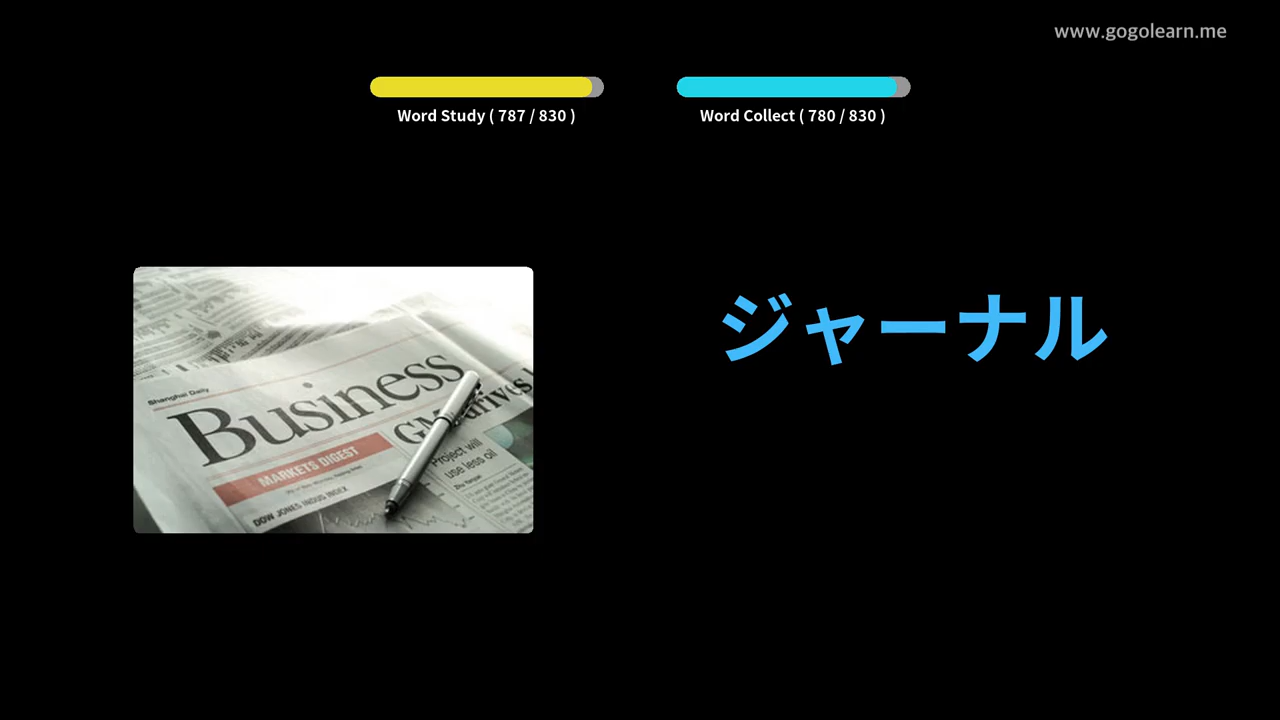 www.gogolearn.me
Word Study ( 787 / 830 )
Word Collect ( 780 / 830 )
ジャーナル
Shanghai Daily
Business
MARKETS DIGEST
DOW JONES INDUS INDEX
GM
drives
Project will
use less oil